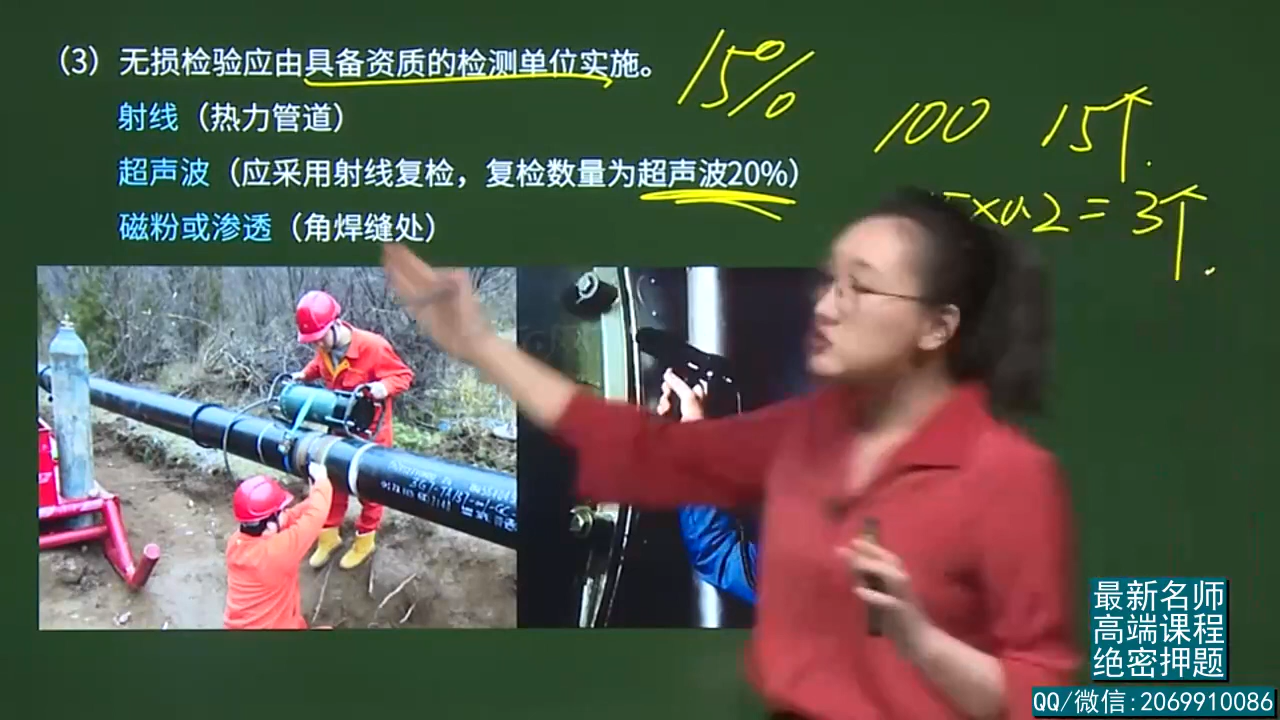 （3）无损检验应由具备资质的检测单位实施。
射线（热力管道）
超声波（应采用射线复检，复检数量为超声波20%）
磁粉或渗透（角焊缝处）
15%
100 15个.
×0.2=3个.
最新名师
高端课程
绝密押题
QQ/微信:2069910086